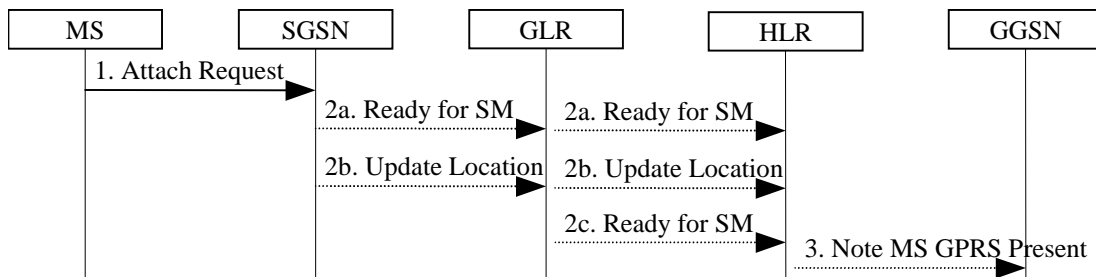 MS
SGSN
GLR
HLR
GGSN
1. Attach Request
2a. Ready for SM
2a. Ready for SM
2b. Update Location
2b. Update Location
2c. Ready for SM
3. Note MS GPRS Present